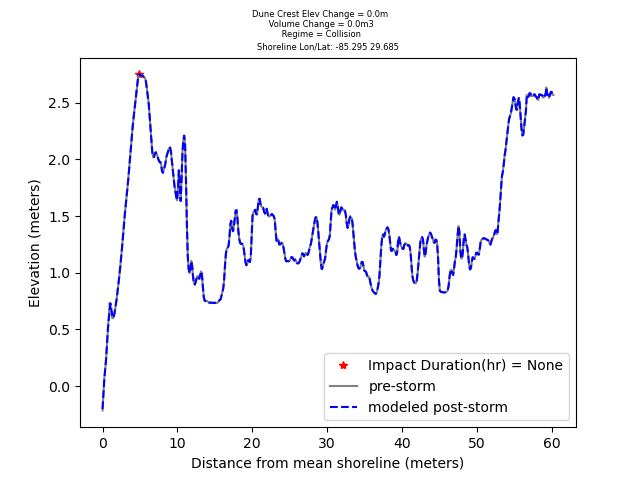 Dune Crest Elev Change = 0.0m
Volume Change = 0.0m3
Regime = Collision
Shoreline Lon/Lat: -85.295 29.685
2.5
2.0
1.5
1.0
0.5
0.0
Elevation (meters)
Impact Duration(hr) = None
pre-storm
modeled post-storm
0 10 20 30 40 50 60
Distance from mean shoreline (meters)